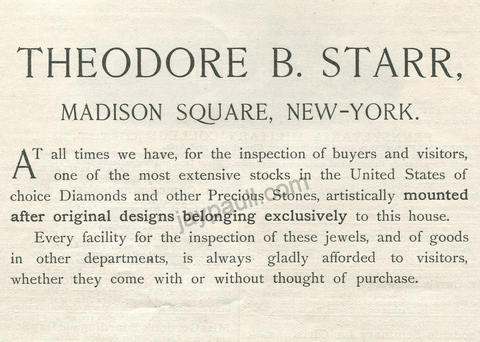 THEODORE B. STARR,
MADISON SQUARE, NEW-YORK.
AT all times we have, for the inspection of buyers and visitors,
one of the most extensive stocks in the United States of
choice Diamonds and other Precious Stones, artistically mounted
after original designs belonging exclusively to this house.
Every facility for the inspection of these jewels, and of goods
in other departments, is always gladly afforded to visitors,
whether they come with or without thought of purchase.
jaypaull.com